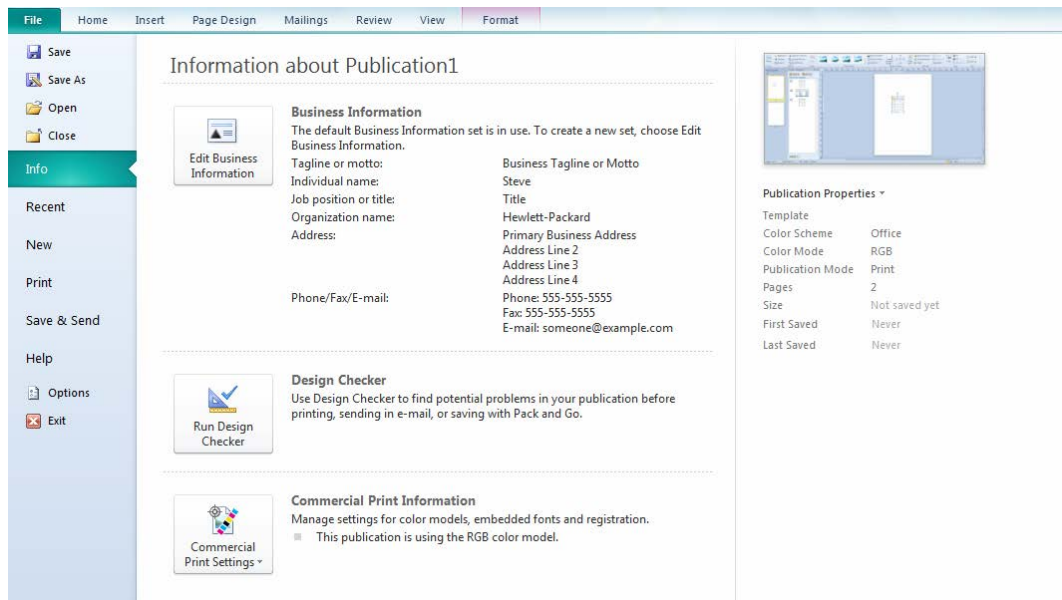 File Home Insert Page Design Mailings Review View Format
Save
Save As
Open
Close
Info
Recent
New
Print
Save & Send
Help
Options
Exit
Information about Publication1
Edit Business
Information
Business Information
The default Business Information set is in use. To create a new set, choose Edit
Business Information.
Tagline or motto: Business Tagline or Motto
Individual name: Steve
Job position or title: Title
Organization name: Hewlett-Packard
Address: Primary Business Address
Address Line 2
Address Line 3
Address Line 4
Phone/Fax/E-mail: Phone: 555-555-5555
Fax: 555-555-5555
E-mail: someone@example.com
Run Design
Checker
Design Checker
Use Design Checker to find potential problems in your publication before
printing, sending in e-mail, or saving with Pack and Go.
Commercial
Print Settings
Commercial Print Information
Manage settings for color models, embedded fonts and registration.
This publication is using the RGB color model.
Publication Properties
Template
Color Scheme Office
Color Mode RGB
Publication Mode Print
Pages 2
Size Not saved yet
First Saved Never
Last Saved Never